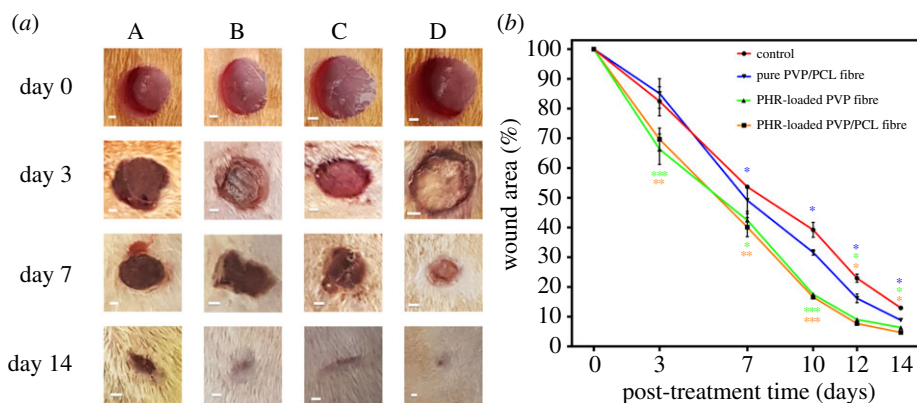 (a)
A B C D
day 0
day 3
day 7
day 14
(b)
wound area (%)
100
90
80
70
60
50
40
30
20
10
0
control
pure PVP/PCL fibre
PHR-loaded PVP fibre
PHR-loaded PVP/PCL fibre
***
**
*
*
**
*
***
***
*
*
*
*
*
*
0 3 7 10 12 14
post-treatment time (days)